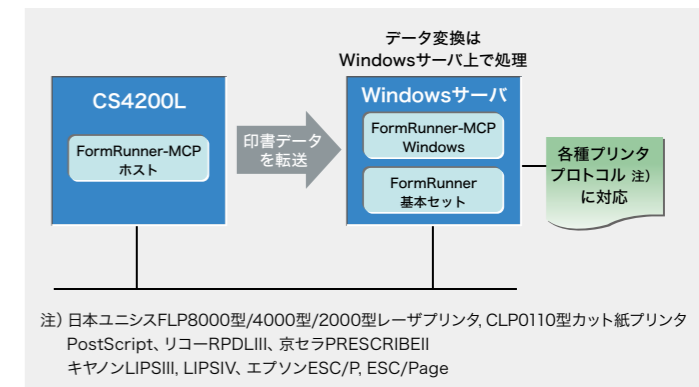 データ変換は
Windowsサーバ上で処理
CS4200L
FormRunner-MCP
ホスト
印書データ
を転送
Windowsサーバ
FormRunner-MCP
Windows
FormRunner
基本セット
各種プリンタ
プロトコル 注）
に対応
注）日本ユニシスFLP8000型/4000型/2000型レーザプリンタ, CLP0110型カット紙プリンタ
PostScript、リコーRPDLIII、京セラPRESCRIBEII
キヤノンLIPSIII, LIPSIV、エプソンESC/P, ESC/Page